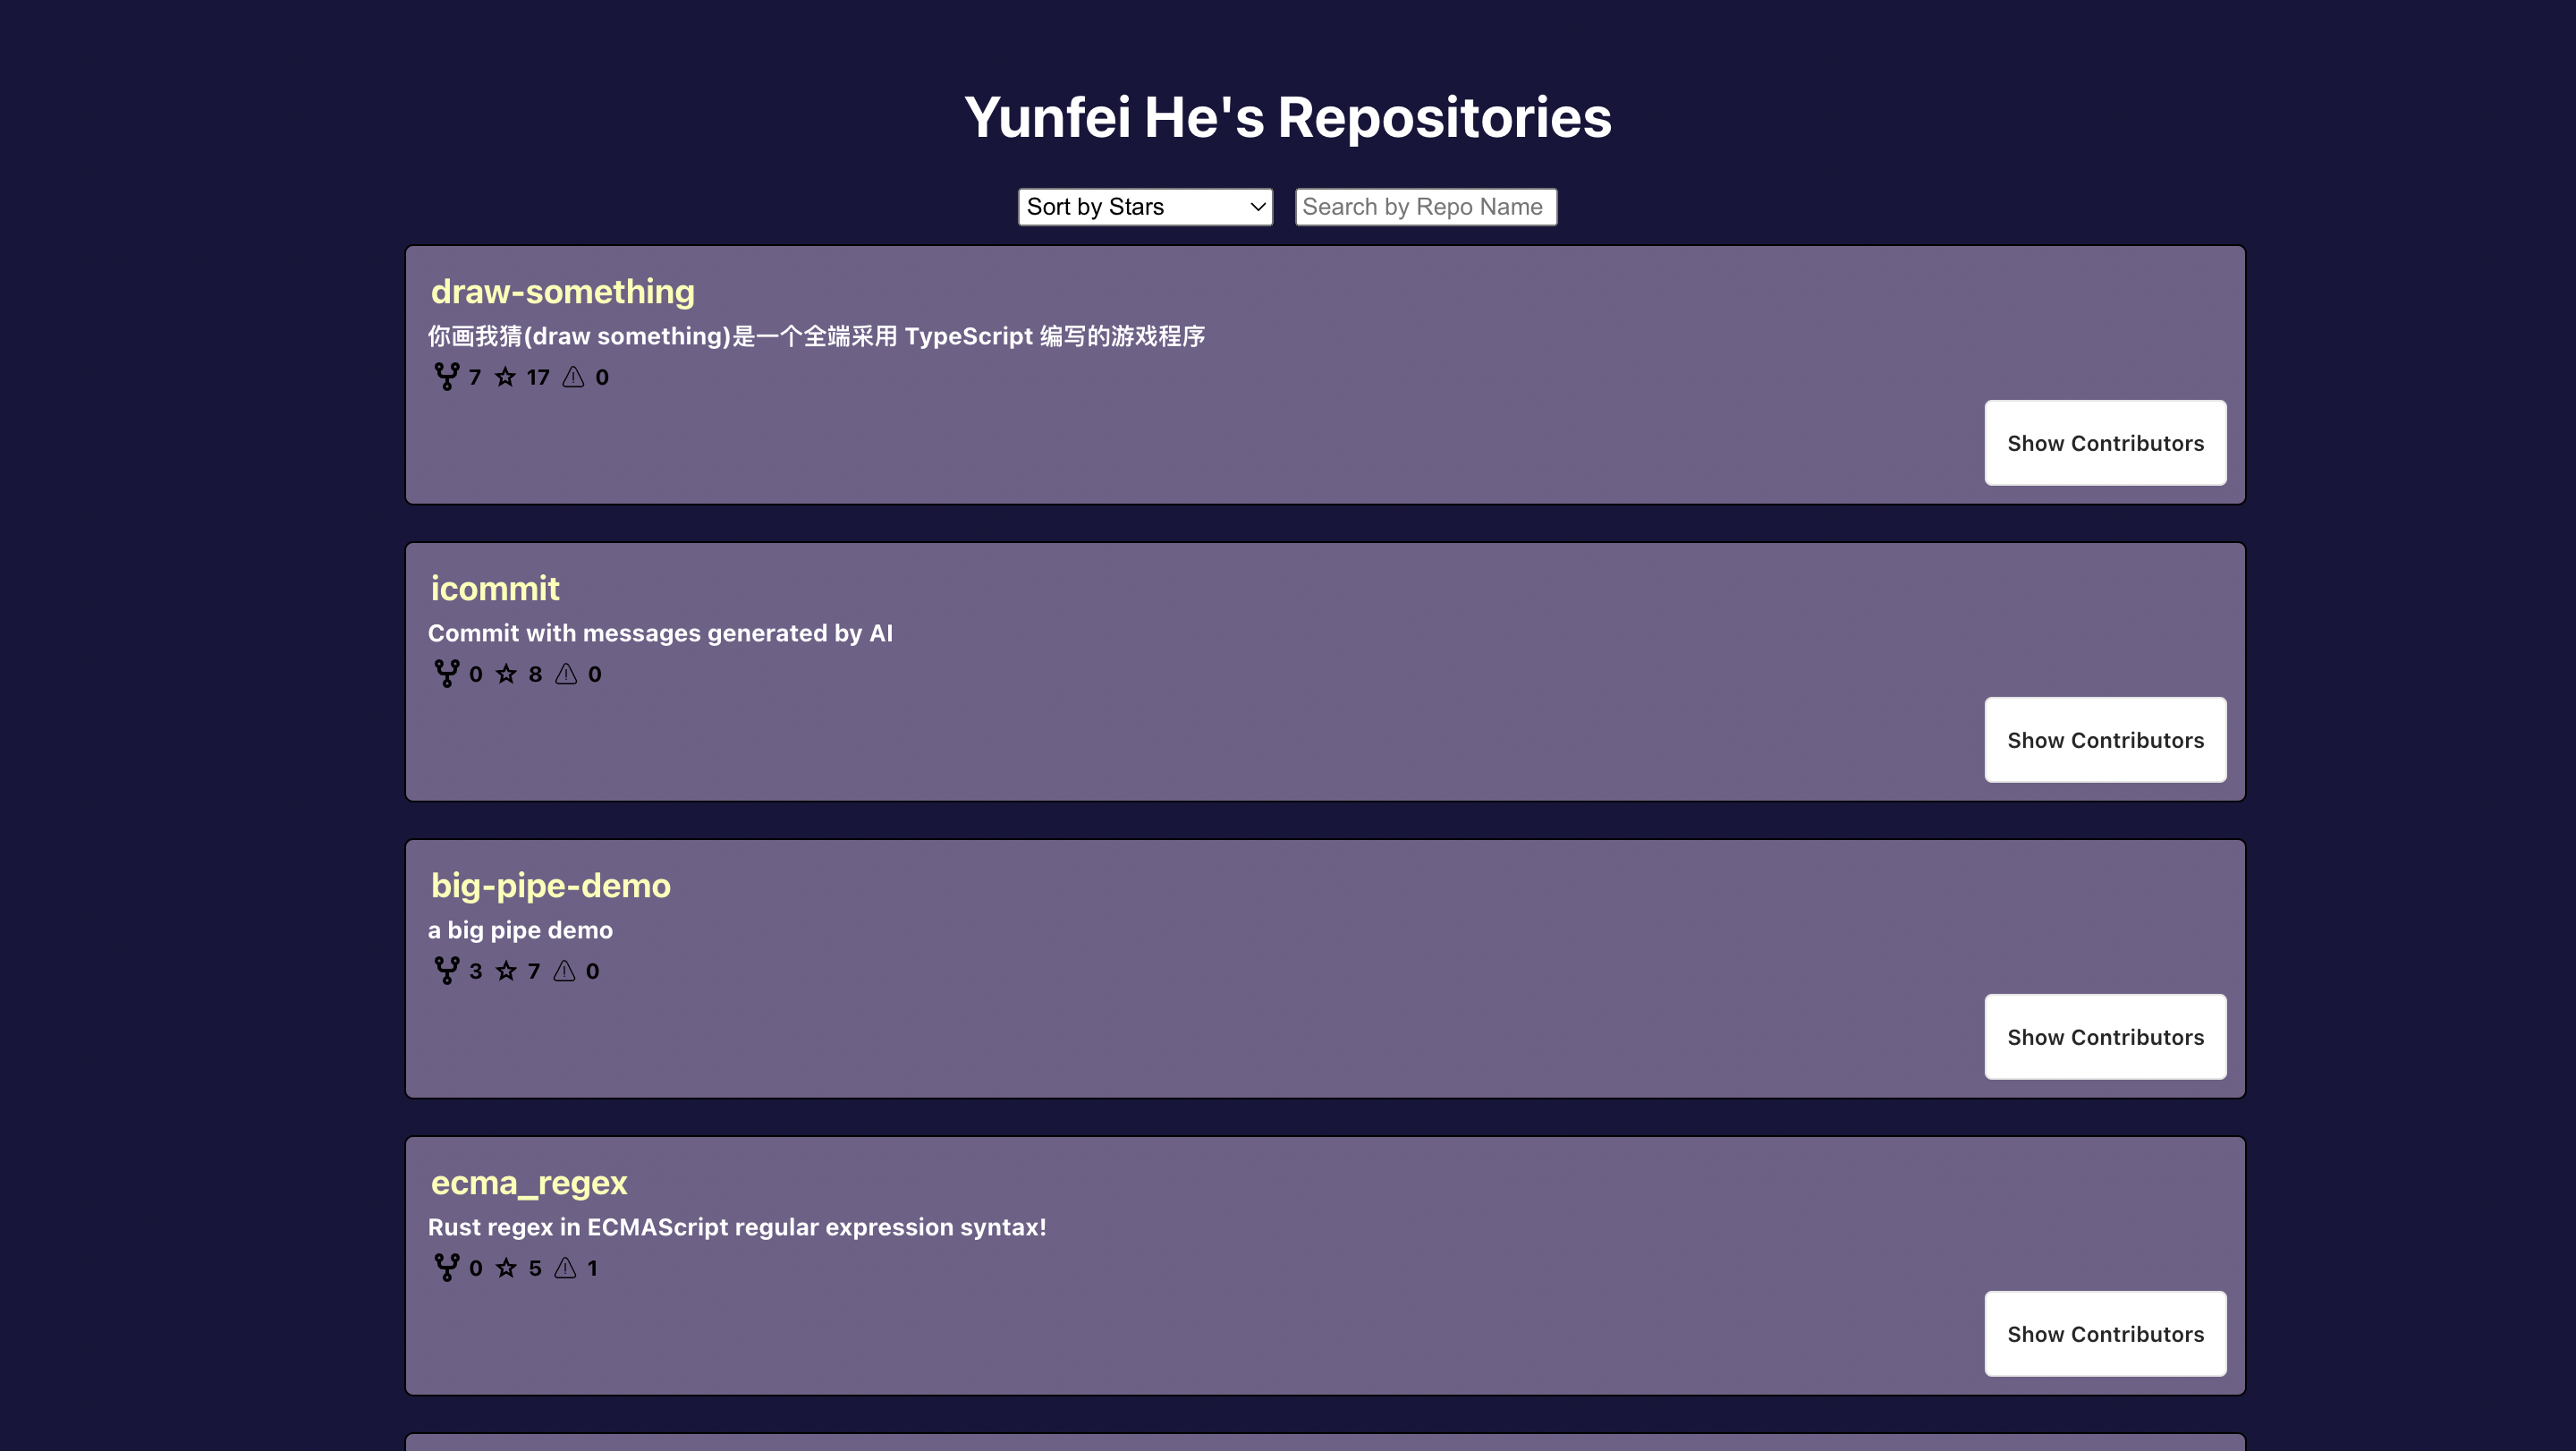 Yunfei He's Repositories
Sort by Stars Search by Repo Name
draw-something
你画我猜(draw something)是一个全端采用 TypeScript 编写的游戏程序
7 17 0
Show Contributors
icommit
Commit with messages generated by AI
0 8 0
Show Contributors
big-pipe-demo
a big pipe demo
3 7 0
Show Contributors
ecma_regex
Rust regex in ECMAScript regular expression syntax!
0 5 1
Show Contributors